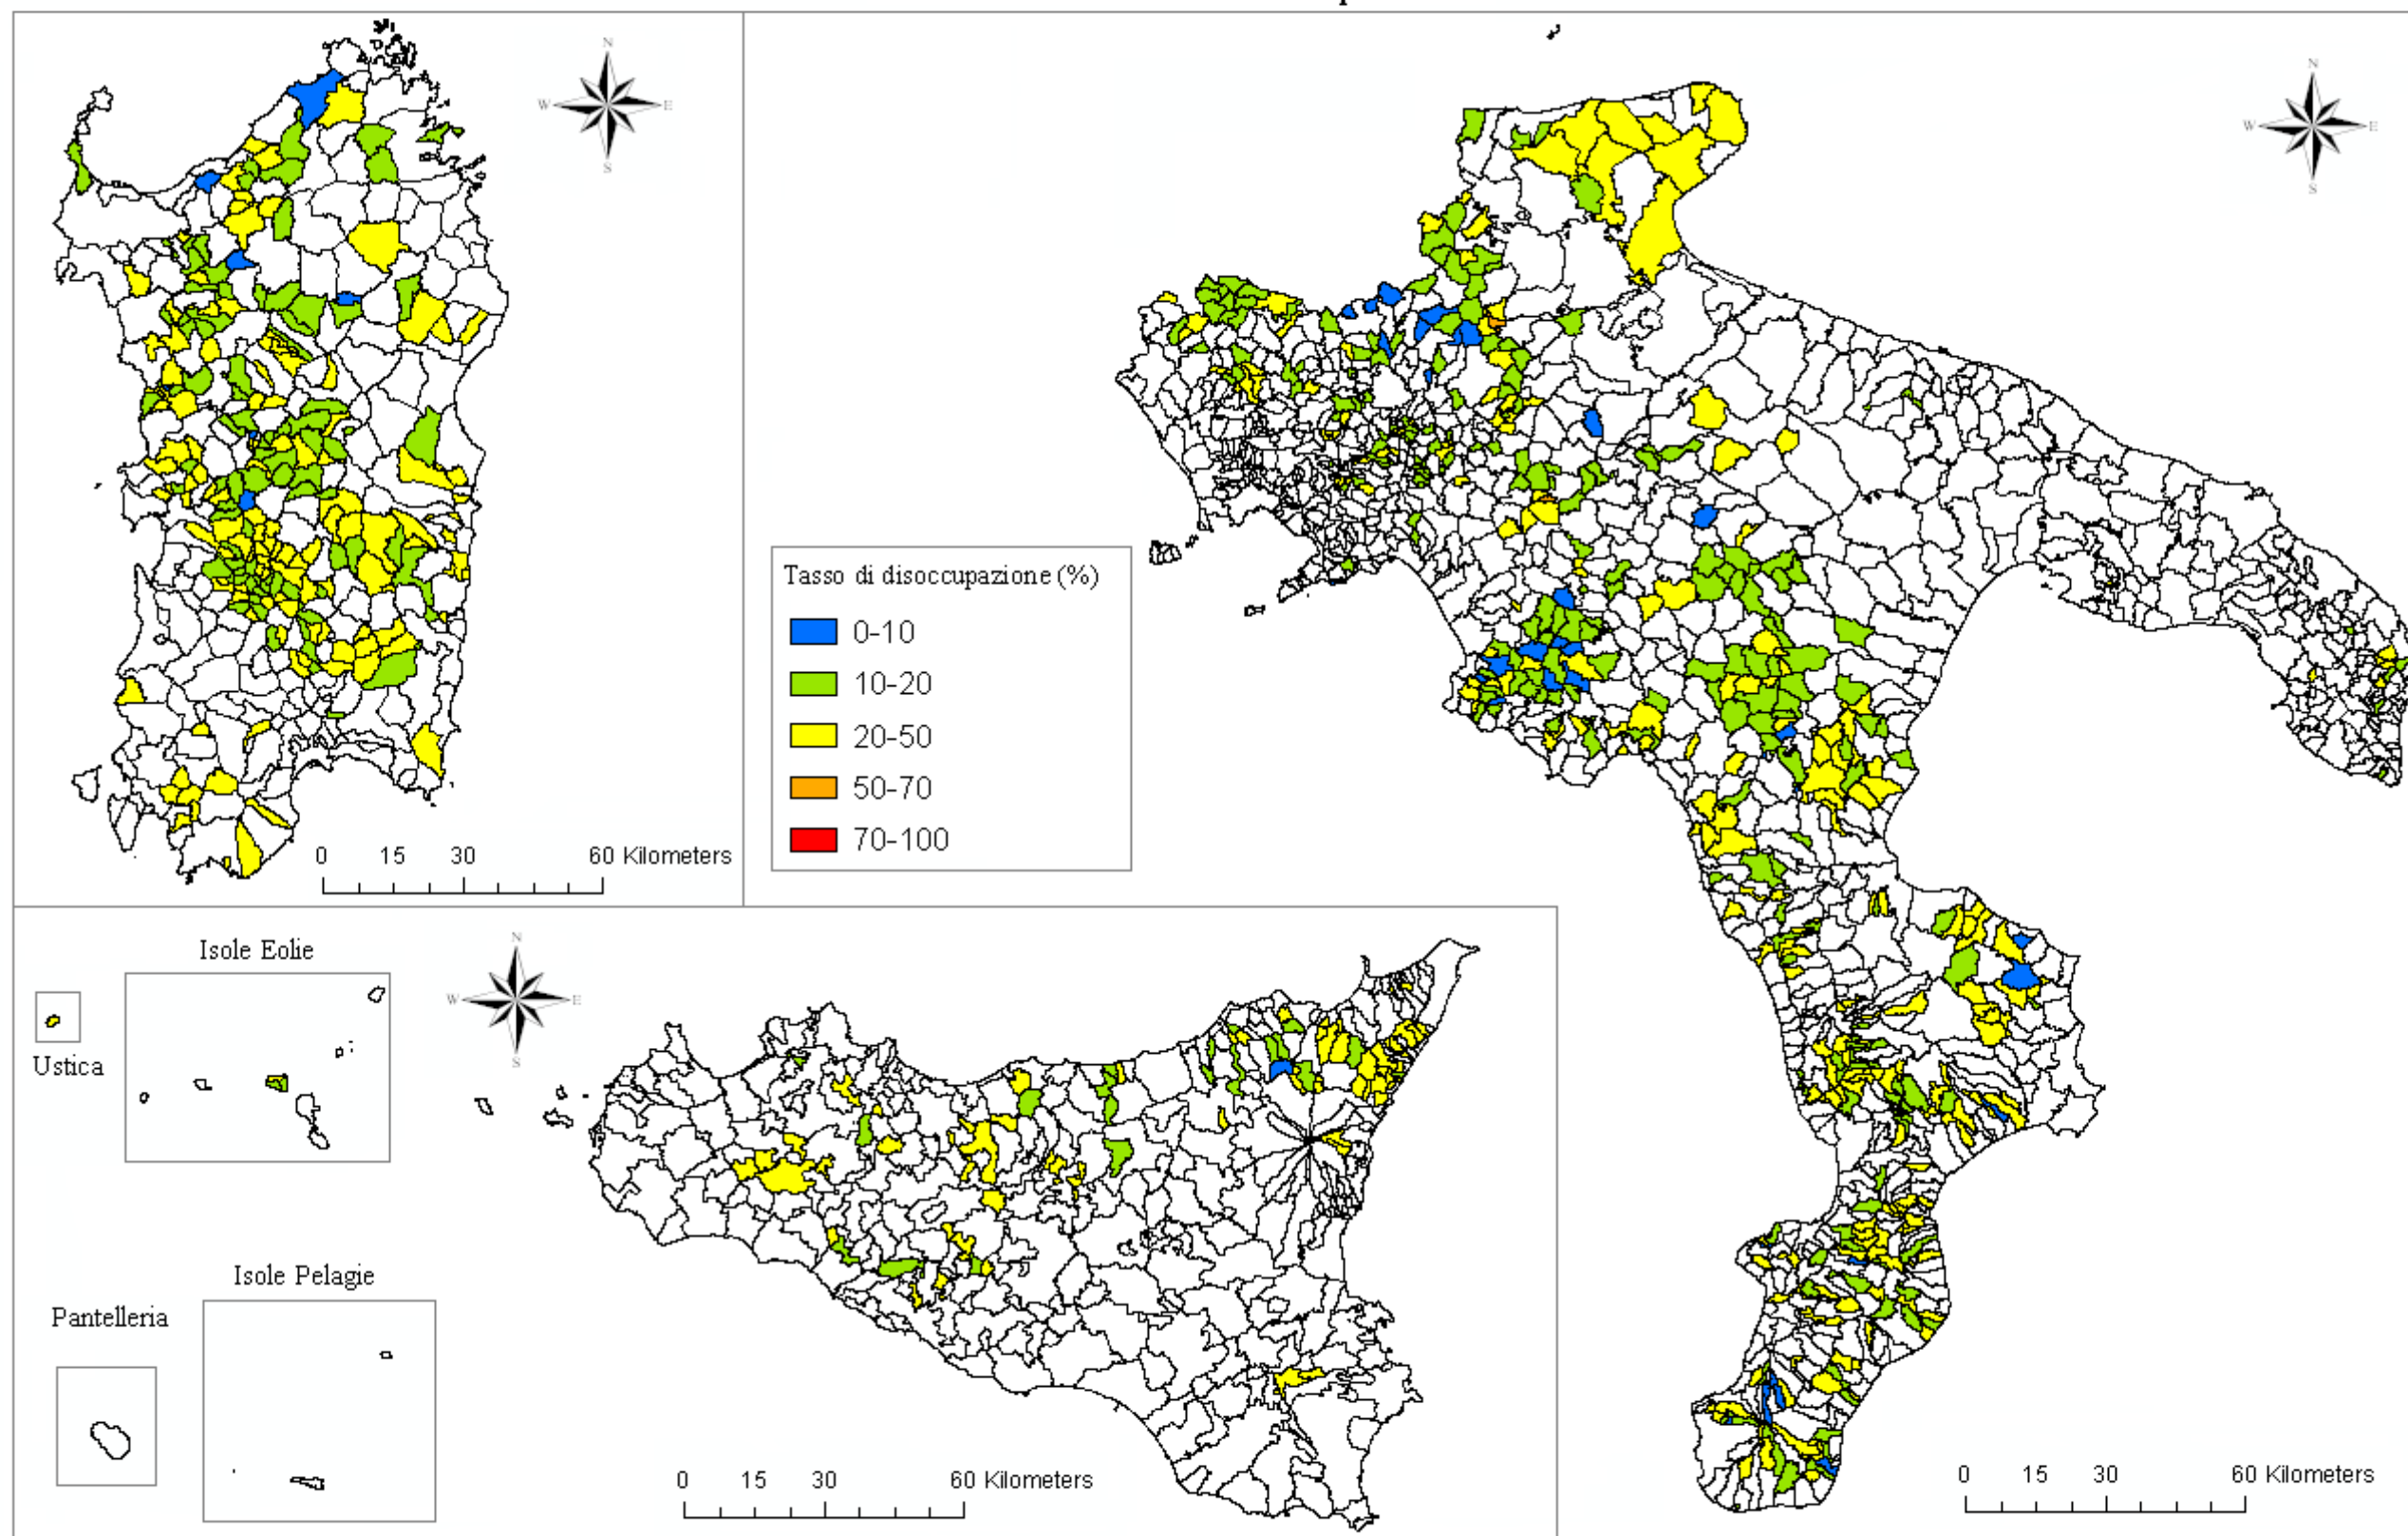 N
W E
S
N
W E
S
Tasso di disoccupazione (%)
0-10
10-20
20-50
50-70
70-100
0 15 30 60 Kilometers
Isole Eolie
N
W E
S
Ustica
Isole Pelagie
Pantelleria
0 15 30 60 Kilometers
0 15 30 60 Kilometers